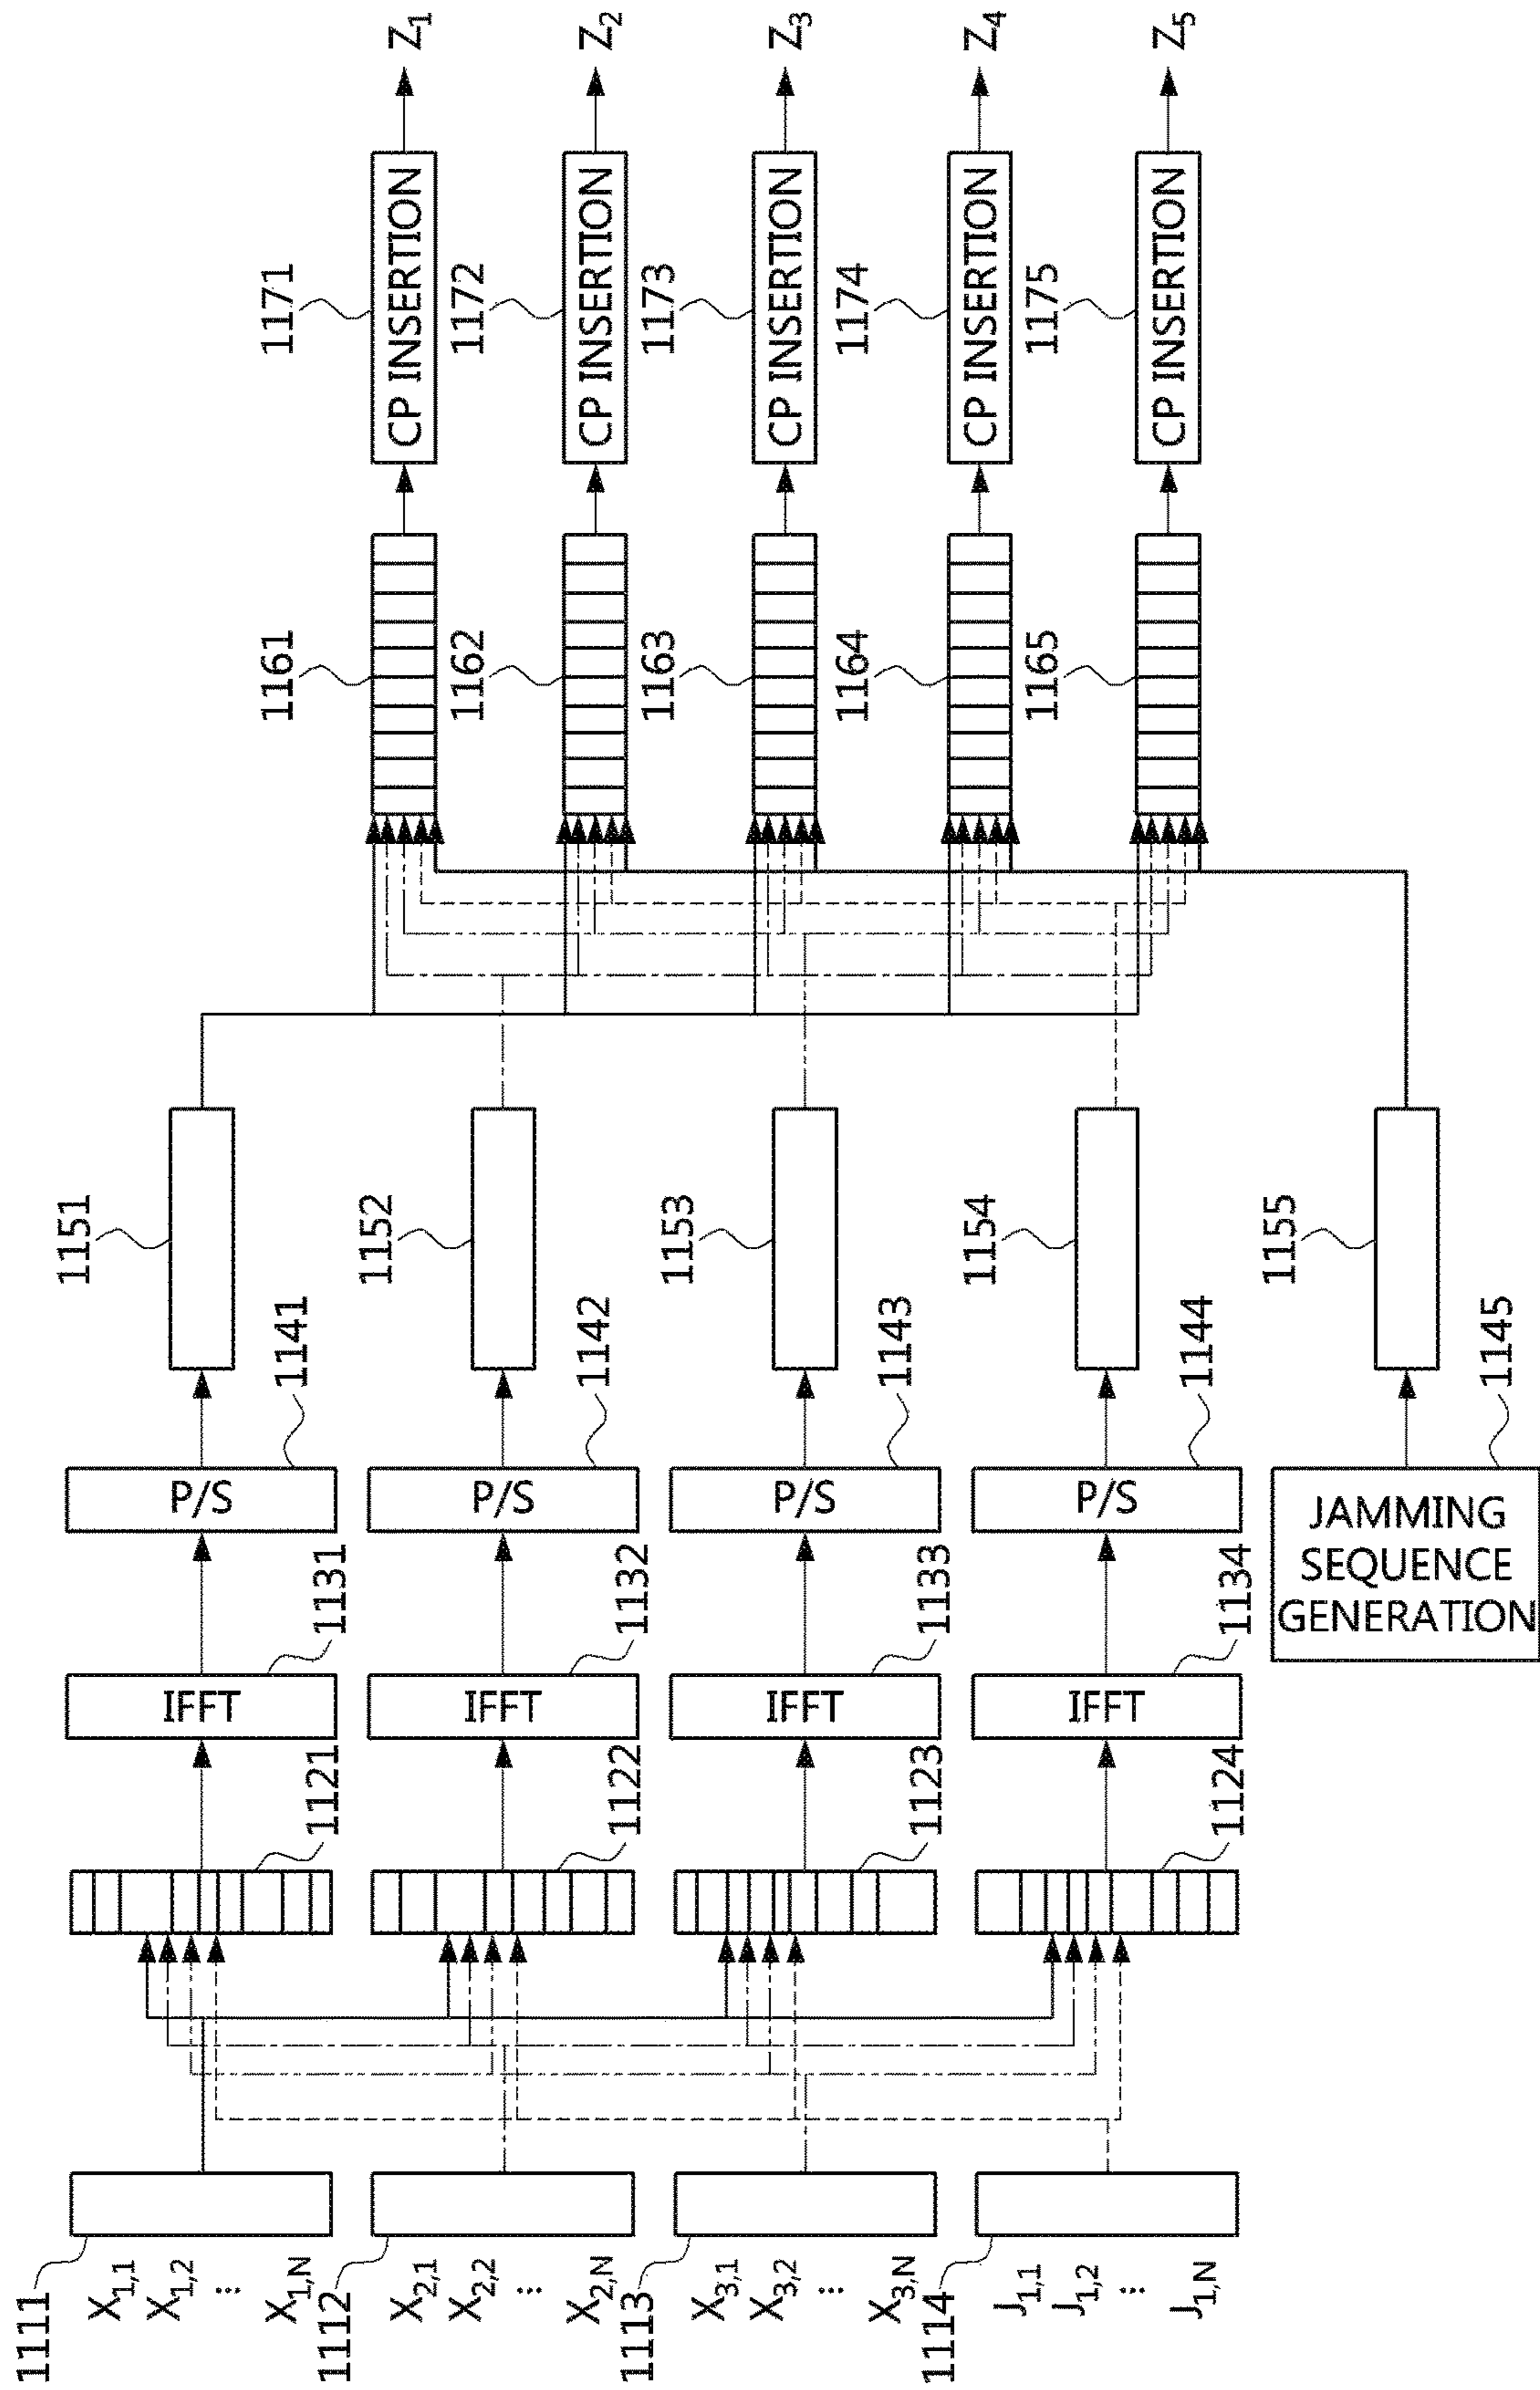 1111
X1,1
X1,2
⋮
X1,N
1112
X2,1
X2,2
⋮
X2,N
1113
X3,1
X3,2
⋮
X3,N
1114
J1,1
J1,2
⋮
J1,N
1121
1122
1123
1124
IFFT
1131
IFFT
1132
IFFT
1133
IFFT
1134
P/S
1141
P/S
1142
P/S
1143
P/S
1144
JAMMING
SEQUENCE
GENERATION
1145
1151
1152
1153
1154
1155
1161
1162
1163
1164
1165
1171
CP INSERTION
1172
CP INSERTION
1173
CP INSERTION
1174
CP INSERTION
1175
CP INSERTION
Z1
Z2
Z3
Z4
Z5